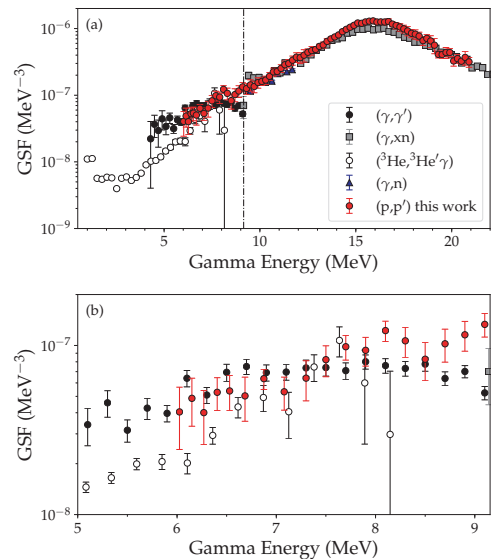 (a)
10⁻⁶
10⁻⁷
10⁻⁸
10⁻⁹
GSF (MeV⁻³)
(γ,γ′)
(γ,xn)
(³He,³He′γ)
(γ,n)
(p,p′) this work
5 10 15 20
Gamma Energy (MeV)
(b)
10⁻⁷
10⁻⁸
GSF (MeV⁻³)
5 6 7 8 9
Gamma Energy (MeV)